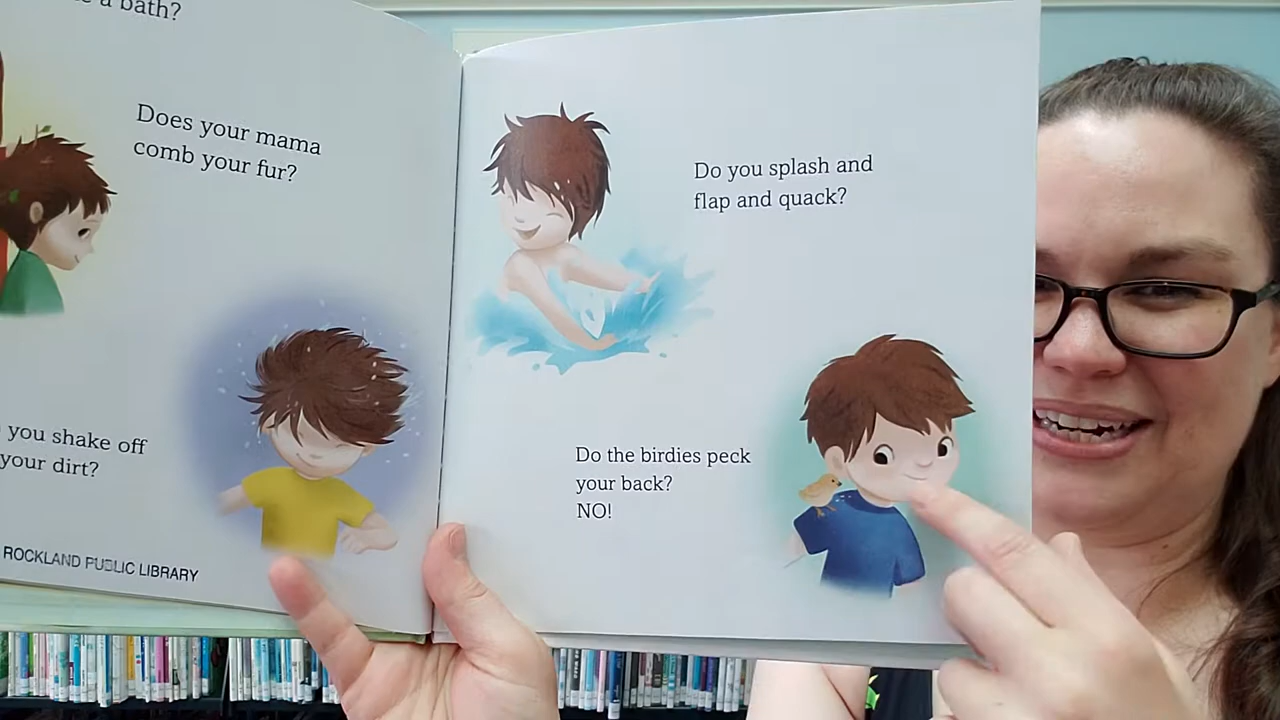 a bath?
Does your mama
comb your fur?
you shake off
your dirt?
ROCKLAND PUBLIC LIBRARY
Do you splash and
flap and quack?
Do the birdies peck
your back?
NO!